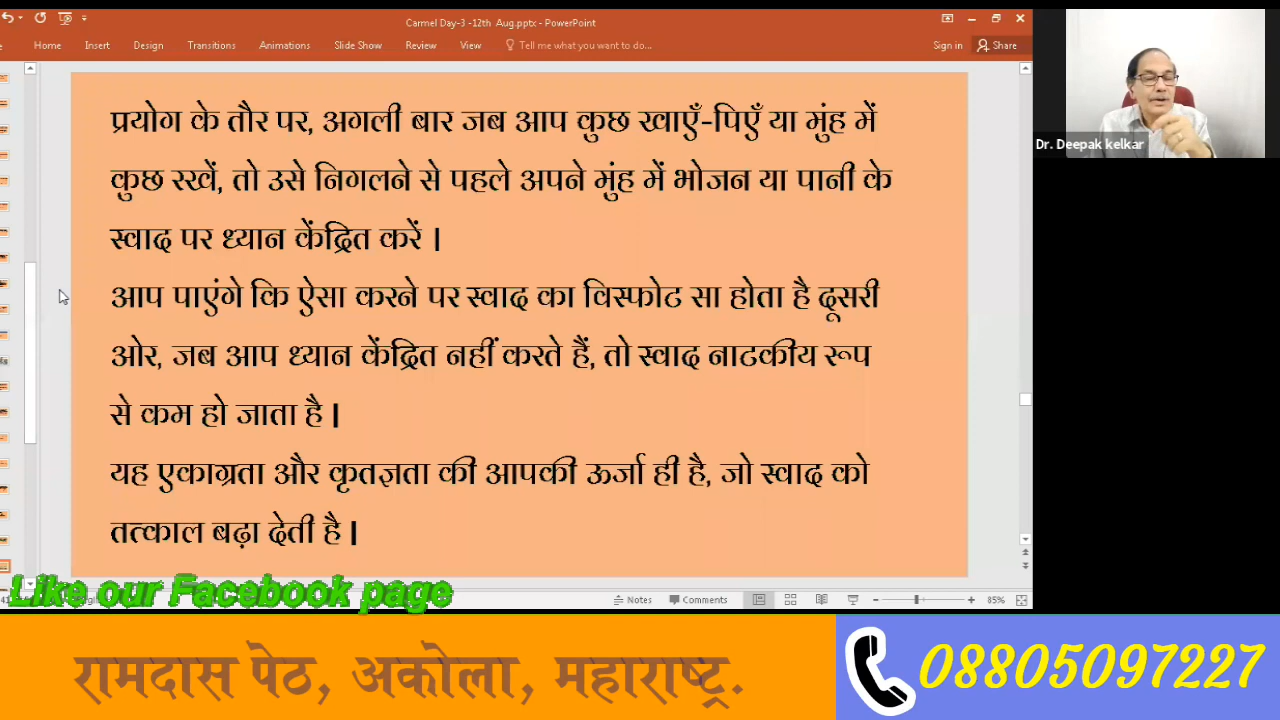 Carmel Day-3 -12th Aug.pptx - PowerPoint
Home Insert Design Transitions Animations Slide Show Review View Tell me what you want to do... Sign in Share
प्रयोग के तौर पर, अगली बार जब आप कुछ खाएँ-पिएँ या मुंह में
कुछ रखें, तो उसे निगलने से पहले अपने मुंह में भोजन या पानी के
स्वाद पर ध्यान केंद्रित करें ।
आप पाएंगे कि ऐसा करने पर स्वाद का विस्फोट सा होता है दूसरी
ओर, जब आप ध्यान केंद्रित नहीं करते हैं, तो स्वाद नाटकीय रूप
से कम हो जाता है ।
यह एकाग्रता और कृतज्ञता की आपकी ऊर्जा ही है, जो स्वाद को
तत्काल बढ़ा देती है ।
Dr. Deepak kelkar
Like our Facebook page
Notes Comments 85%
रामदास पेठ, अकोला, महाराष्ट्र.
08805097227